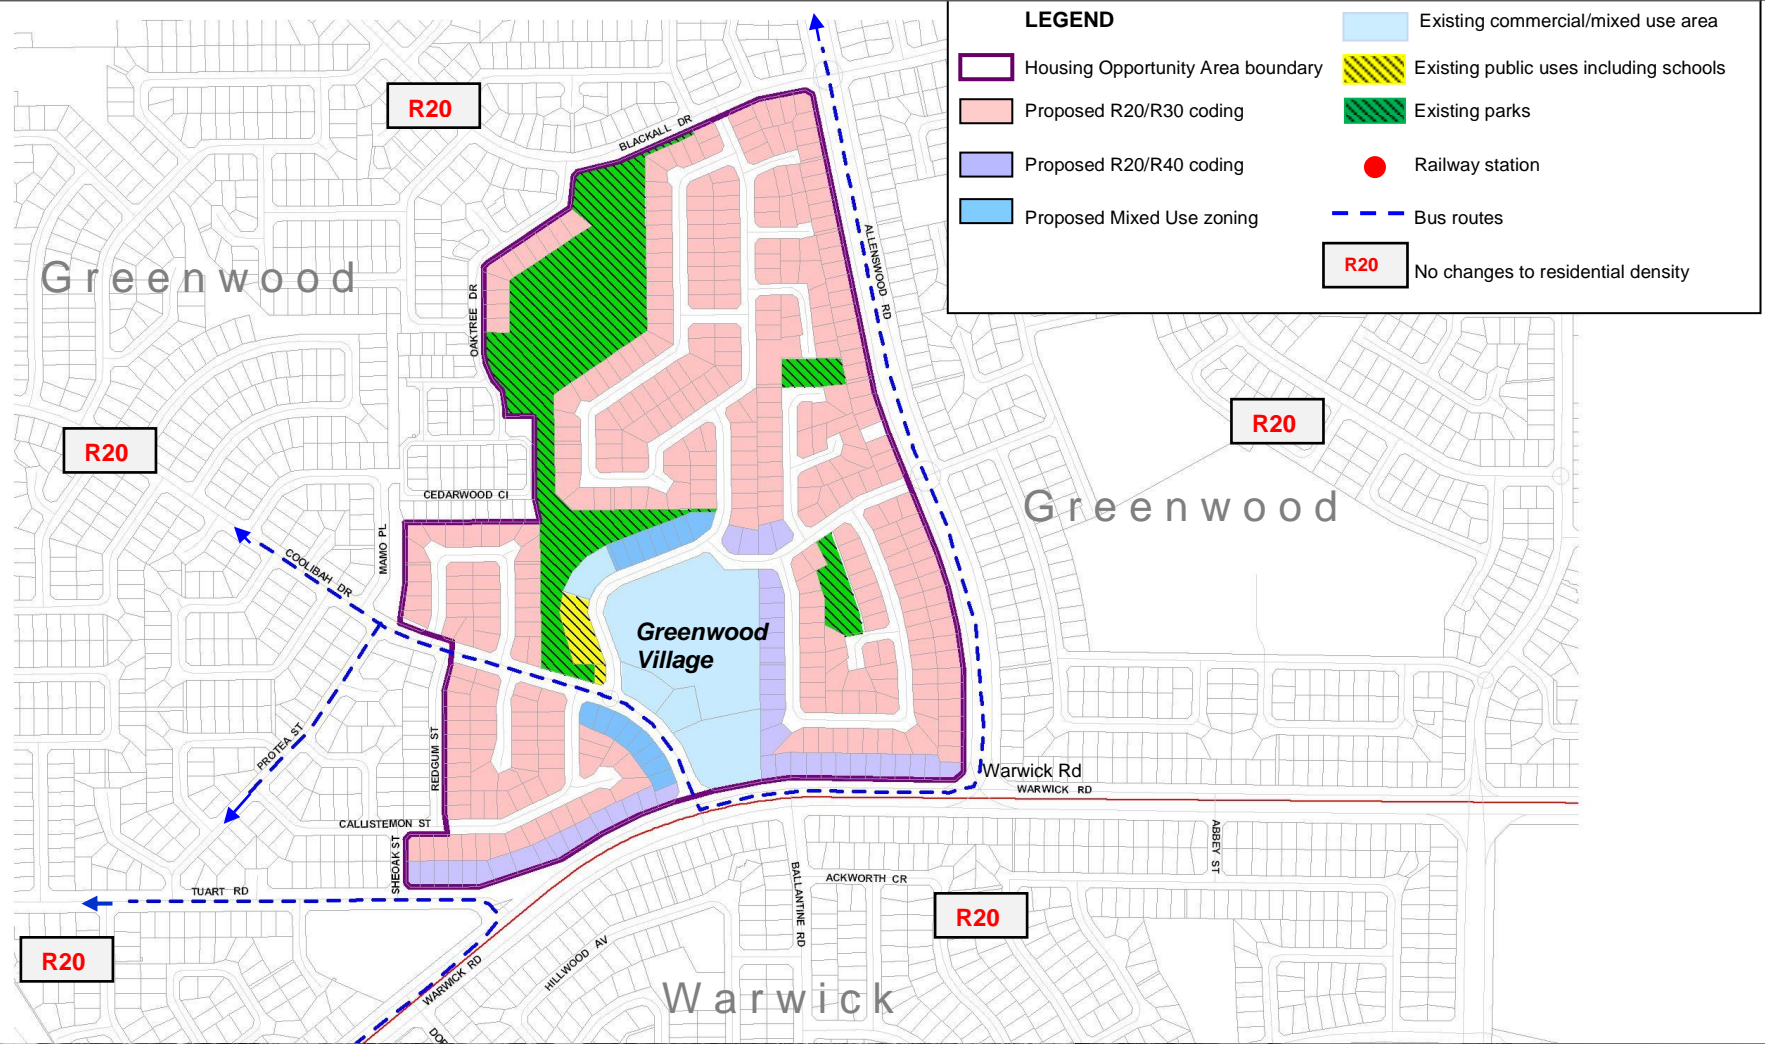 LEGEND
Existing commercial/mixed use area
Housing Opportunity Area boundary
Existing public uses including schools
Proposed R20/R30 coding
Existing parks
Proposed R20/R40 coding
Railway station
Proposed Mixed Use zoning
Bus routes
R20
No changes to residential density
R20
BLACKALL DR
Greenwood
OAKTREE DR
ALLENSWOOD RD
R20
R20
CEDARWOOD CI
Greenwood
MAMO PL
COOLIBAH DR
Greenwood
Village
PROTEA ST
REDGUM ST
Warwick Rd
WARWICK RD
CALLISTEMON ST
SHEOAK ST
ABBEY ST
TUART RD
BALLANTINE RD
ACKWORTH CR
R20
R20
HILLWOOD AV
WARWICK RD
Warwick